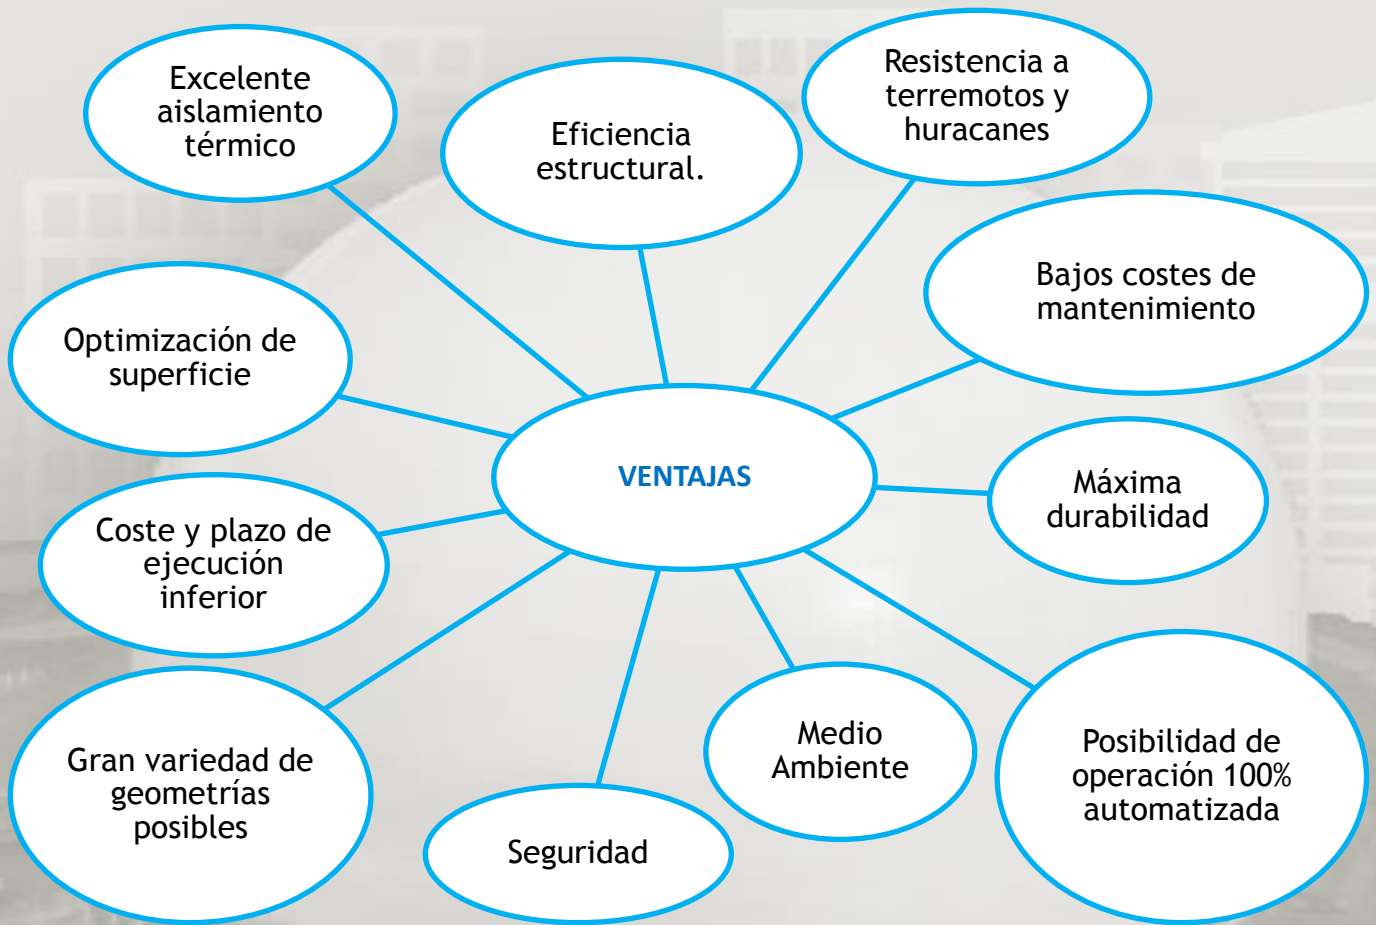 Excelente
aislamiento
térmico
Eficiencia
estructural.
Resistencia a
terremotos y
huracanes
Bajos costes de
mantenimiento
Optimización de
superficie
VENTAJAS
Máxima
durabilidad
Coste y plazo de
ejecución
inferior
Gran variedad de
geometrías
posibles
Seguridad
Medio
Ambiente
Posibilidad de
operación 100%
automatizada